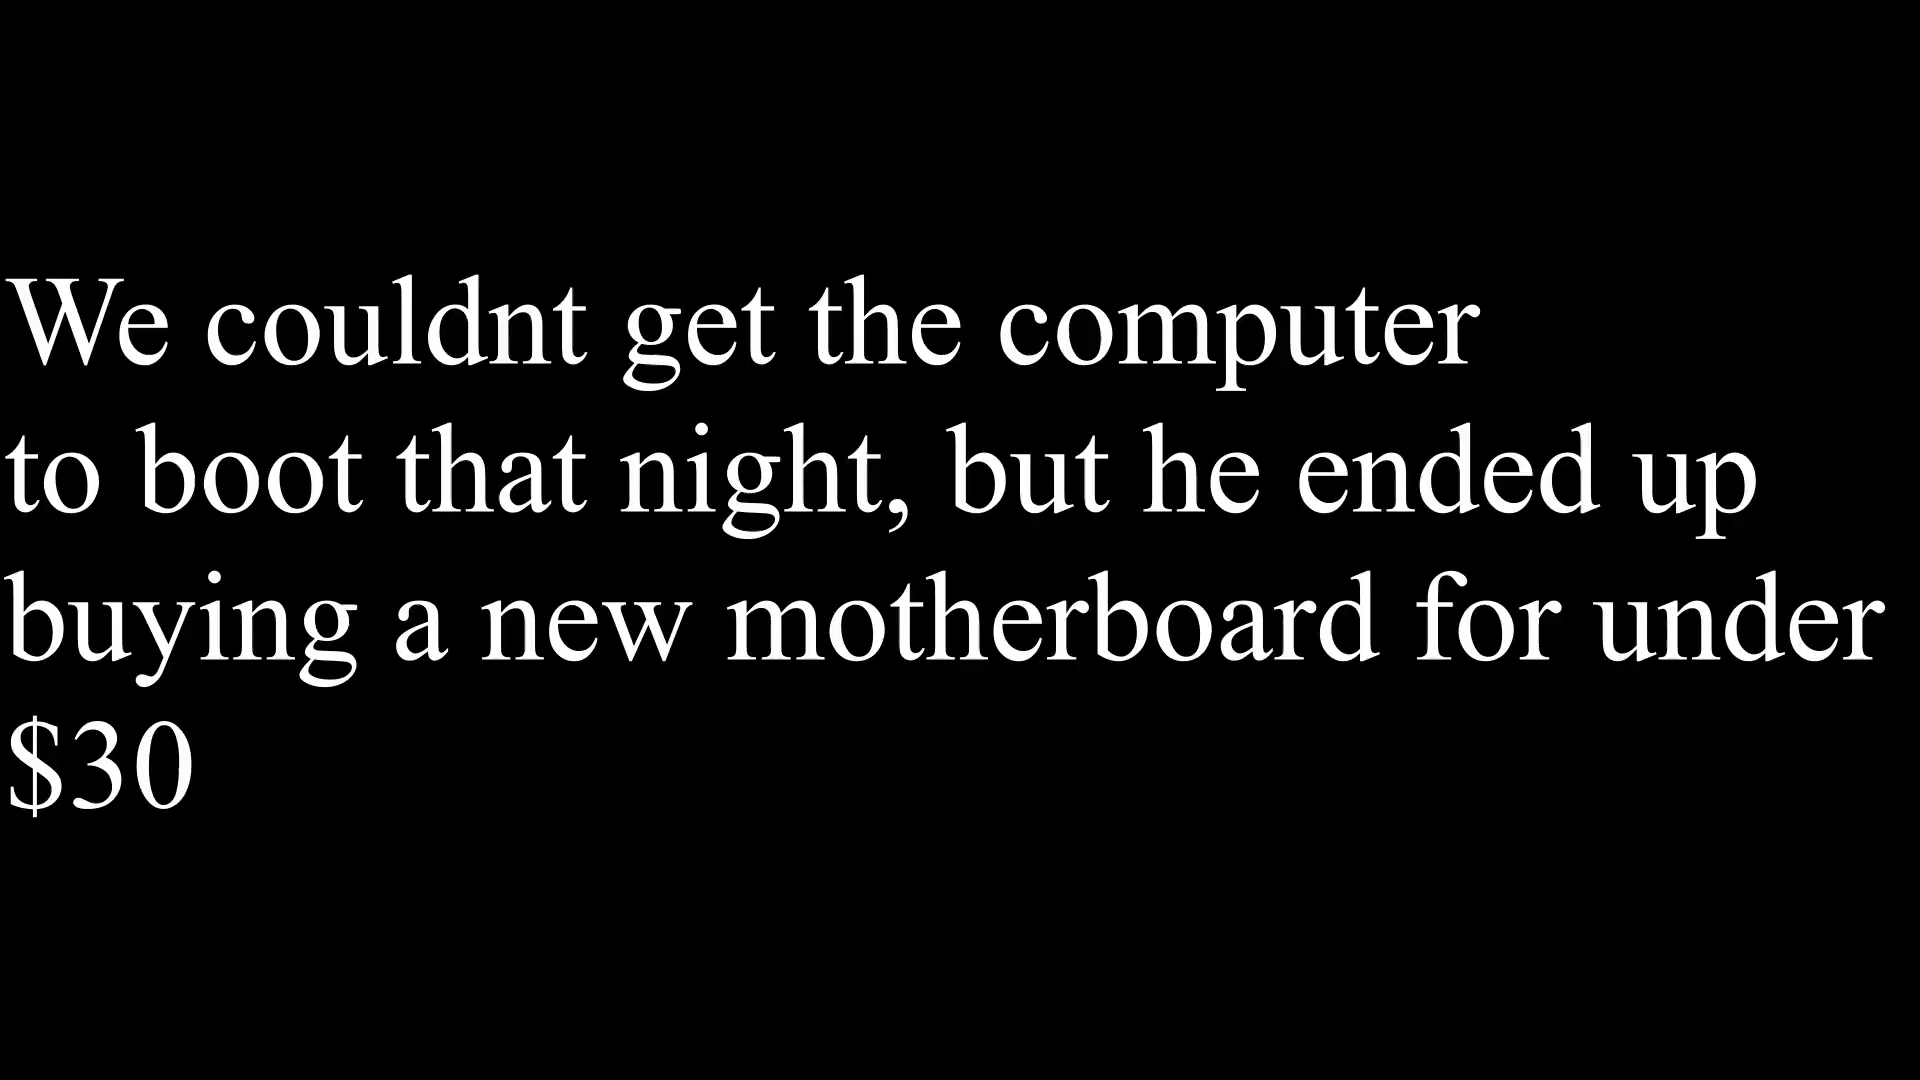 We couldnt get the computer
to boot that night, but he ended up
buying a new motherboard for under
$30